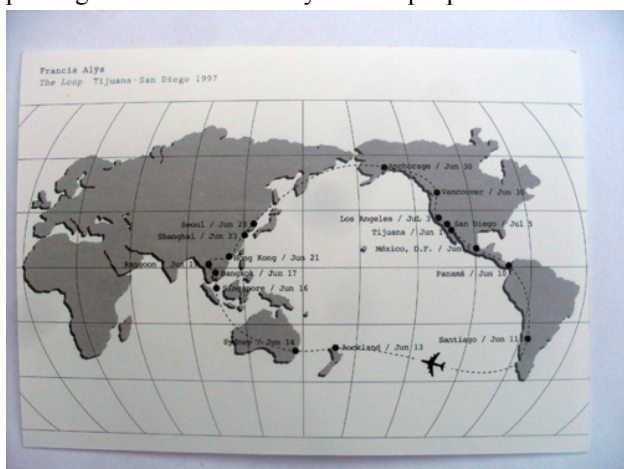 Francis Alÿs
The Loop Tijuana-San Diego 1997
Anchorage / Jun 30
Vancouver / Jun 30
Los Angeles / Jul 3
San Diego / Jul 5
Tijuana / Jun 1
Seoul / Jun 28
Shanghai / Jun 23
México, D.F. / Jun
Hong Kong / Jun 21
Rangoon / Jun
Panamá / Jun 10
Bangkok / Jun 17
Singapore / Jun 16
Santiago / Jun 11
Sydney / Jun 14
Auckland / Jun 13